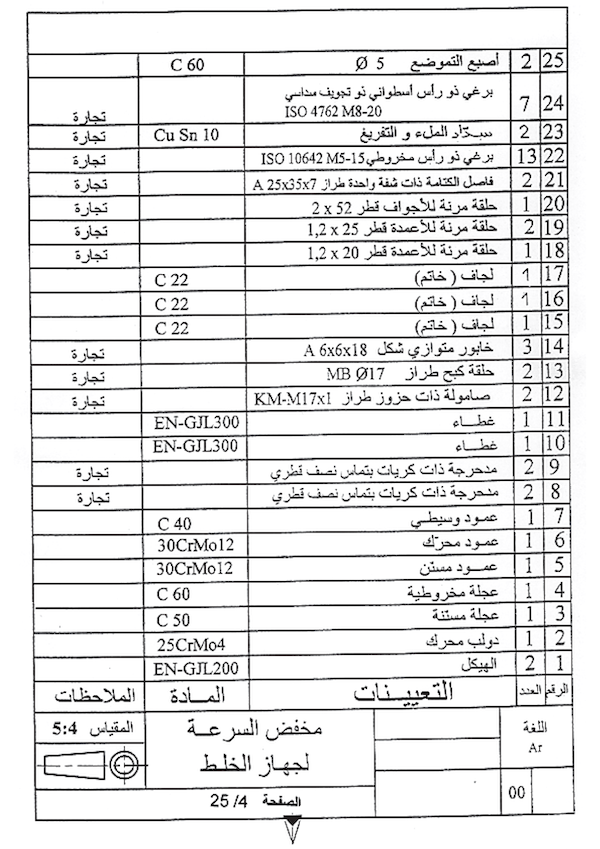 25 2 أصبع التموضع Ø 5 C 60
24 7 برغي ذو رأس أسطواني ذو تجويف سداسي
ISO 4762 M8-20 تجارة
23 2 سدّاد الملء و التفريغ Cu Sn 10 تجارة
22 13 برغي ذو رأس مخروطي ISO 10642 M5-15 تجارة
21 2 فاصل الكتامة ذات شفة واحدة طراز A 25x35x7 تجارة
20 1 حلقة مرنة للأجواف قطر 52 x 2 تجارة
19 2 حلقة مرنة للأعمدة قطر 25 x 1,2 تجارة
18 1 حلقة مرنة للأعمدة قطر 20 x 1,2 تجارة
17 1 لجاف ( خاتم) C 22
16 1 لجاف ( خاتم) C 22
15 1 لجاف ( خاتم) C 22
14 3 خابور متوازي شكل A 6x6x18 تجارة
13 2 حلقة كبح طراز MB Ø17 تجارة
12 2 صامولة ذات حزوز طراز KM-M17x1 تجارة
11 1 غطـــاء EN-GJL300
10 1 غطـــاء EN-GJL300
9 2 مدحرجة ذات كريات بتماس نصف قطري تجارة
8 2 مدحرجة ذات كريات بتماس نصف قطري تجارة
7 1 عمود وسيطي C 40
6 1 عمود محرّك 30CrMo12
5 1 عمـــود مسنن 30CrMo12
4 1 عجلة مخروطية C 60
3 1 عجلة مسننة C 50
2 1 دولب محرك 25CrMo4
1 2 الهيكل EN-GJL200
الرقم العدد التعييـــنات المـــادة الملاحظات
اللغة
Ar
مخفض السرعــة
لجهاز الخلط
المقياس 5:4
00
الصفحة 25 /4